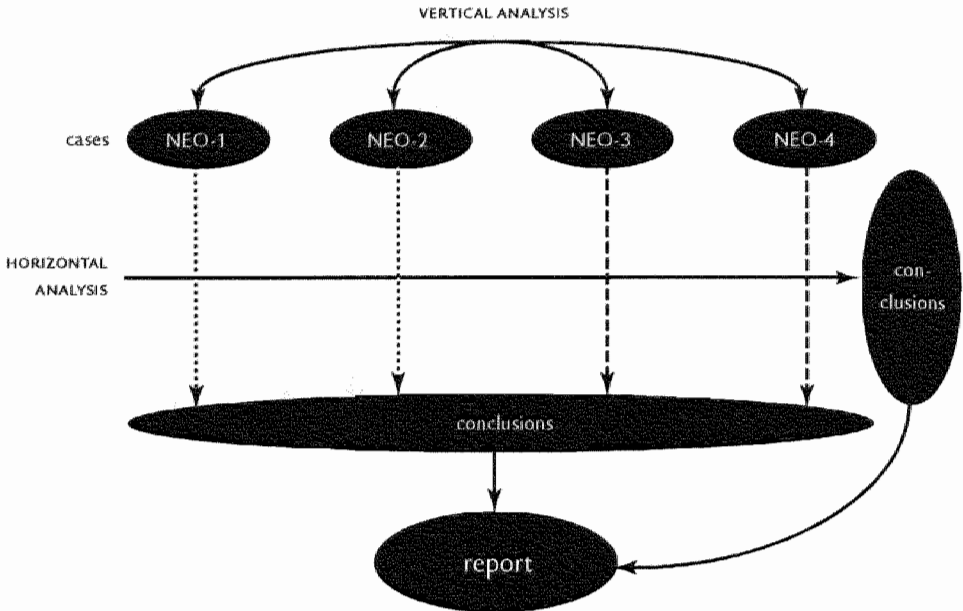 VERTICAL ANALYSIS
cases
NEO-1
NEO-2
NEO-3
NEO-4
HORIZONTAL
ANALYSIS
con-
clusions
conclusions
report